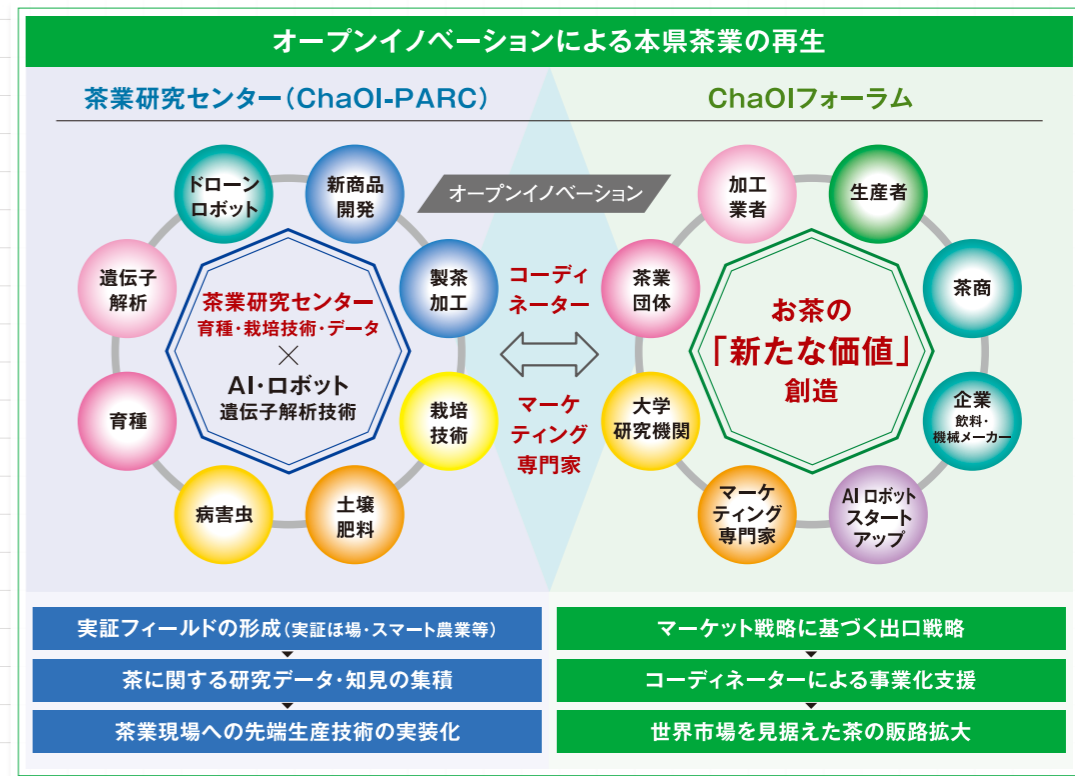 オープンイノベーションによる本県茶業の再生
茶業研究センター(ChaOI-PARC)
ChaOIフォーラム
オープンイノベーション
ドローン
ロボット
新商品
開発
遺伝子
解析
製茶
加工
育種
栽培
技術
病害虫
土壌
肥料
茶業研究センター
育種・栽培技術・データ
×
AI・ロボット
遺伝子解析技術
コーディ
ネーター
マーケ
ティング
専門家
加工
業者
生産者
茶業
団体
茶商
大学
研究機関
企業
飲料・
機械メーカー
マーケ
ティング
専門家
AI ロボット
スタート
アップ
お茶の
「新たな価値」
創造
実証フィールドの形成(実証ほ場・スマート農業等)
茶に関する研究データ・知見の集積
茶業現場への先端生産技術の実装化
マーケット戦略に基づく出口戦略
コーディネーターによる事業化支援
世界市場を見据えた茶の販路拡大